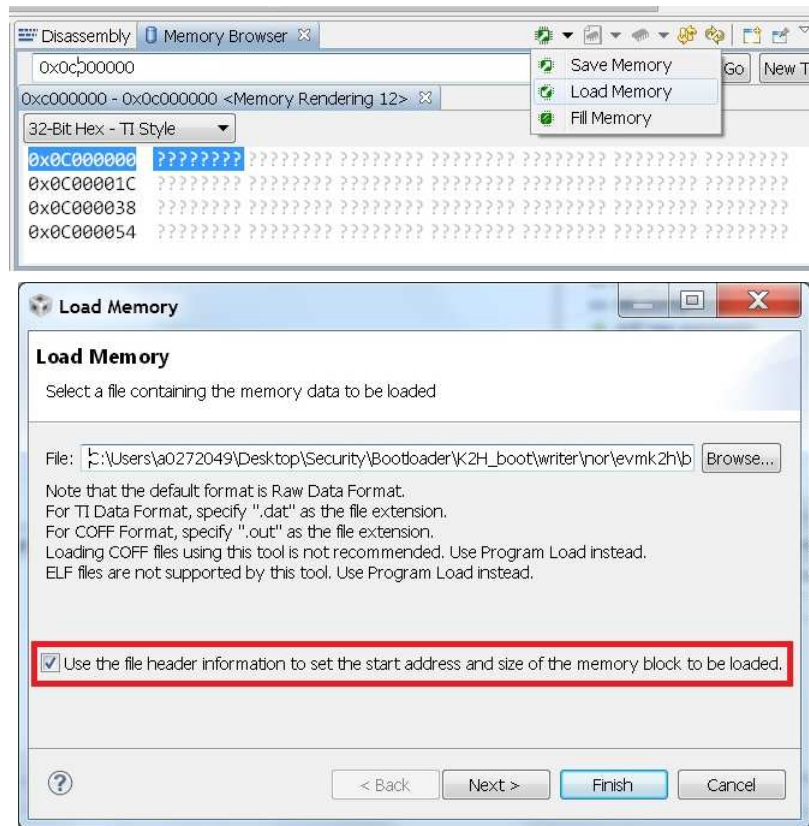 Disassembly Memory Browser
0x0c000000
Go New T
Save Memory
Load Memory
Fill Memory
0xc000000 - 0x0c000000 <Memory Rendering 12>
32-Bit Hex - TI Style
0x0C000000 ???????? ???????? ???????? ???????? ???????? ???????? ????????
0x0C00001C ???????? ???????? ???????? ???????? ???????? ???????? ????????
0x0C000038 ???????? ???????? ???????? ???????? ???????? ???????? ????????
0x0C000054 ???????? ???????? ???????? ???????? ???????? ???????? ????????
Load Memory
Load Memory
Select a file containing the memory data to be loaded
File: C:\Users\a0272049\Desktop\Security\Bootloader\K2H_boot\writer\nor\evmk2h\b Browse...
Note that the default format is Raw Data Format.
For TI Data Format, specify ".dat" as the file extension.
For COFF Format, specify ".out" as the file extension.
Loading COFF files using this tool is not recommended. Use Program Load instead.
ELF files are not supported by this tool. Use Program Load instead.
Use the file header information to set the start address and size of the memory block to be loaded.
? < Back Next > Finish Cancel